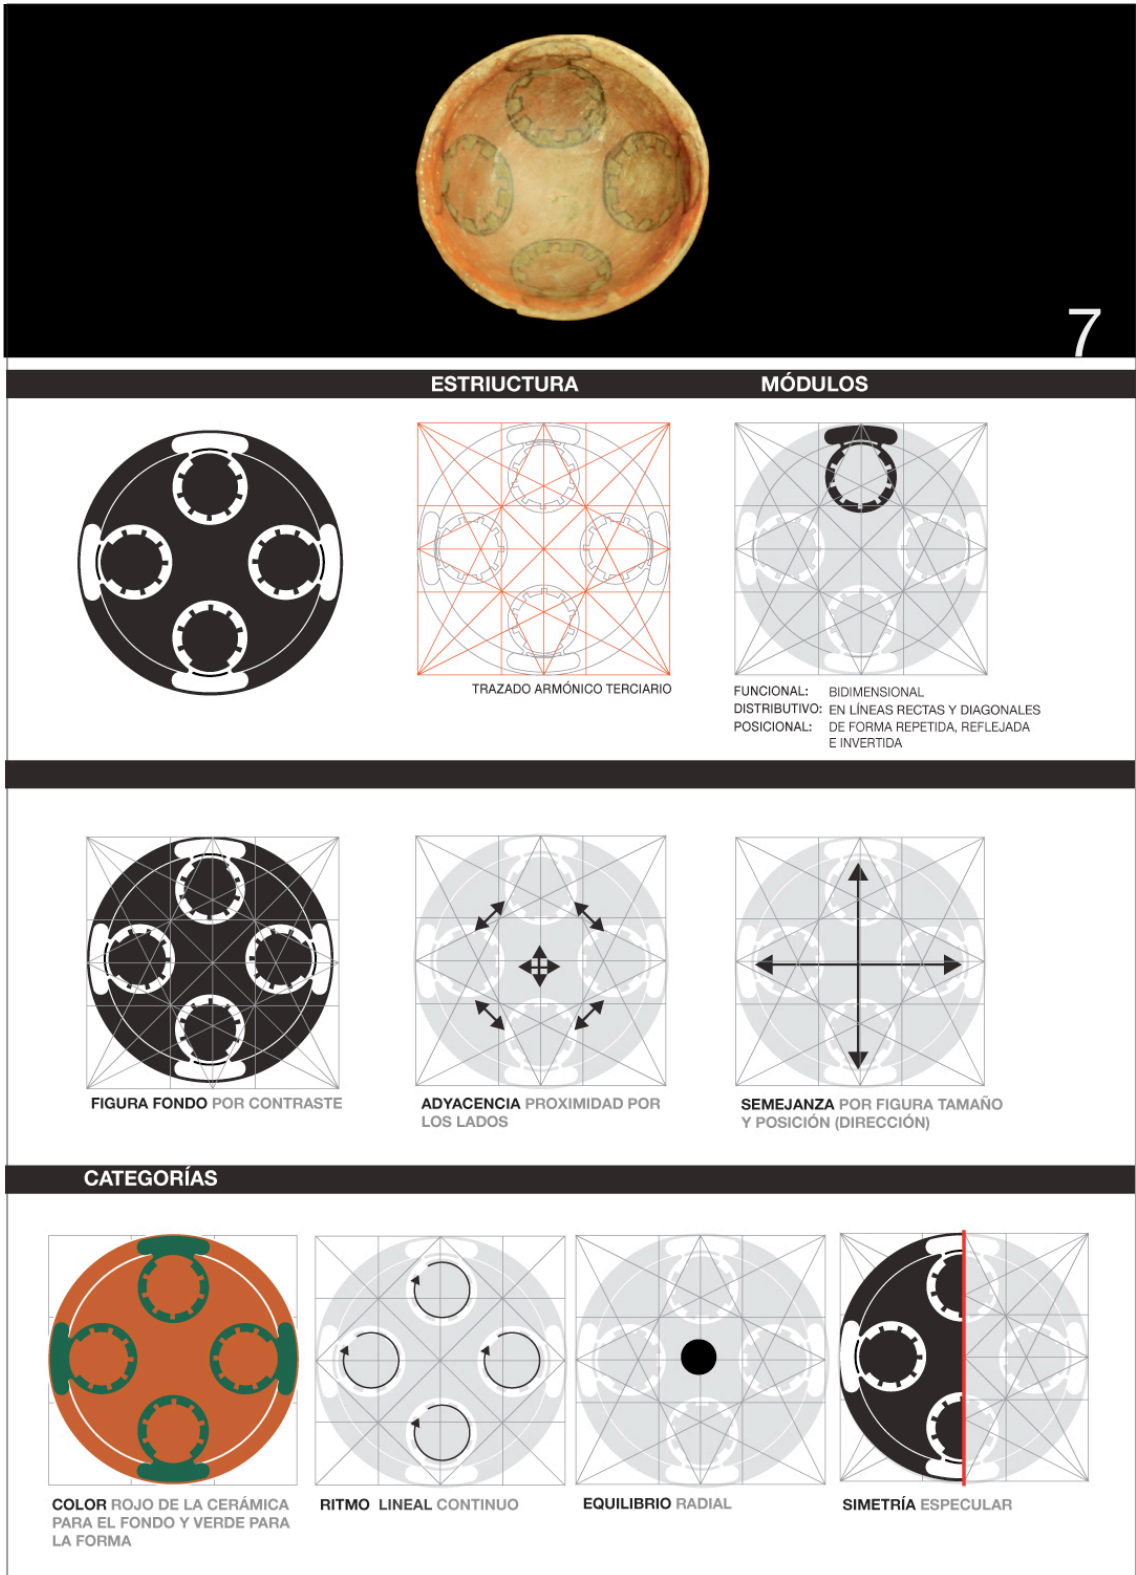 7
ESTRIUCTURA
MÓDULOS
TRAZADO ARMÓNICO TERCIARIO
FUNCIONAL: BIDIMENSIONAL
DISTRIBUTIVO: EN LÍNEAS RECTAS Y DIAGONALES
POSICIONAL: DE FORMA REPETIDA, REFLEJADA
E INVERTIDA
FIGURA FONDO POR CONTRASTE
ADYACENCIA PROXIMIDAD POR
LOS LADOS
SEMEJANZA POR FIGURA TAMAÑO
Y POSICIÓN (DIRECCIÓN)
CATEGORÍAS
COLOR ROJO DE LA CERÁMICA
PARA EL FONDO Y VERDE PARA
LA FORMA
RITMO LINEAL CONTINUO
EQUILIBRIO RADIAL
SIMETRÍA ESPECULAR